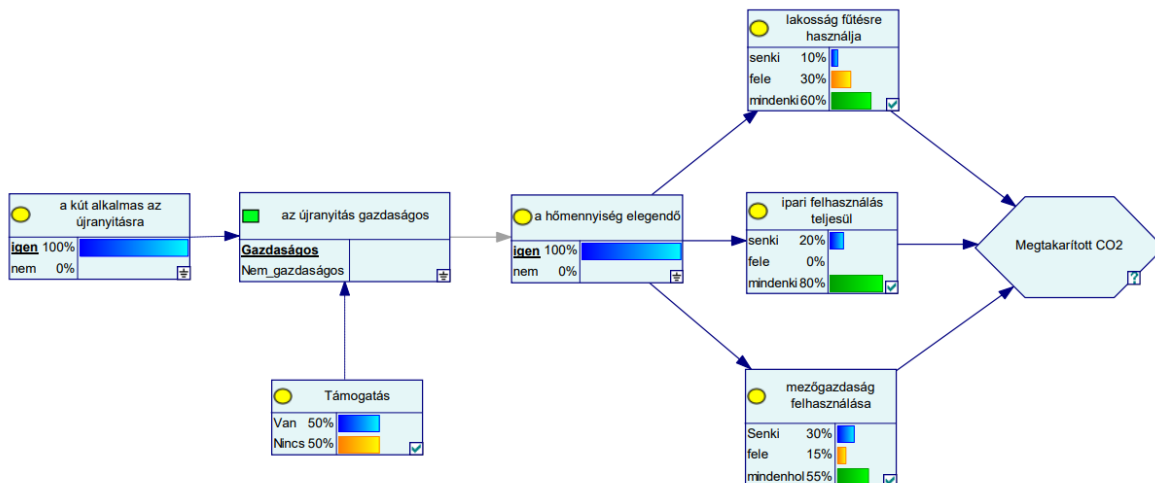 lakosság fűtésre
használja
senki 10%
fele 30%
mindenki 60%
a kút alkalmas az
újranyitásra
igen 100%
nem 0%
az újranyitás gazdaságos
Gazdaságos
Nem_gazdaságos
a hőmennyiség elegendő
igen 100%
nem 0%
ipari felhasználás
teljesül
senki 20%
fele 0%
mindenki 80%
Megtakarított CO2
?
Támogatás
Van 50%
Nincs 50%
mezőgazdaság
felhasználása
Senki 30%
fele 15%
mindenhol 55%